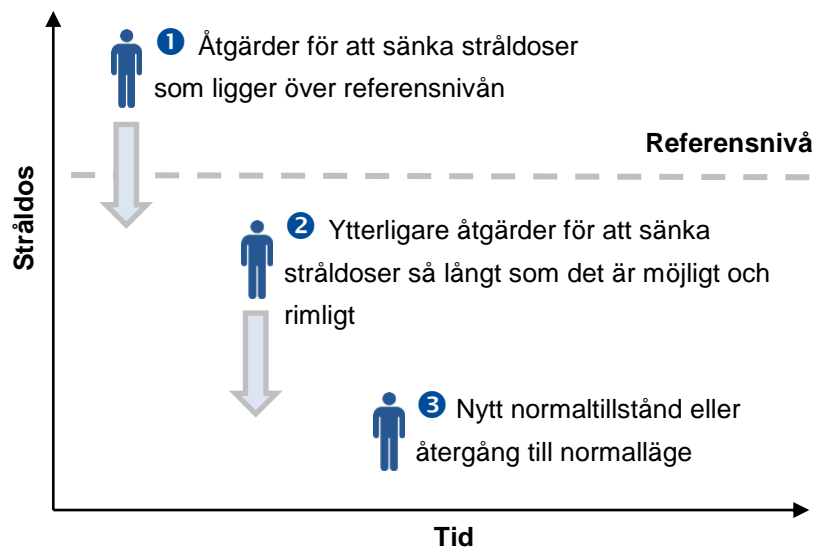 ❶ Åtgärder för att sänka stråldoser
som ligger över referensnivån
Referensnivå
Stråldos
❷ Ytterligare åtgärder för att sänka
stråldoser så långt som det är möjligt och
rimligt
❸ Nytt normaltillstånd eller
återgång till normalläge
Tid